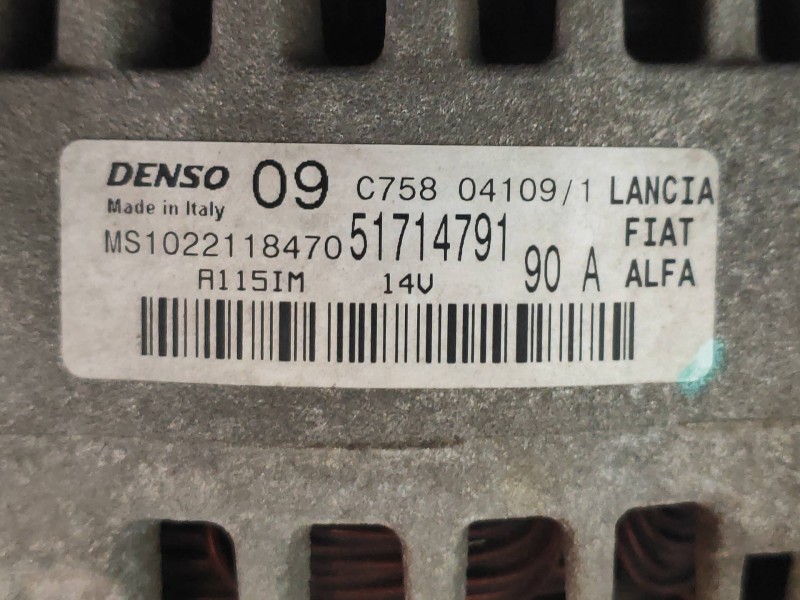 DENSO 09 C758 04109/1 LANCIA
Made in Italy
MS1022118470 51714791 FIAT
A115IM 14V 90 A ALFA